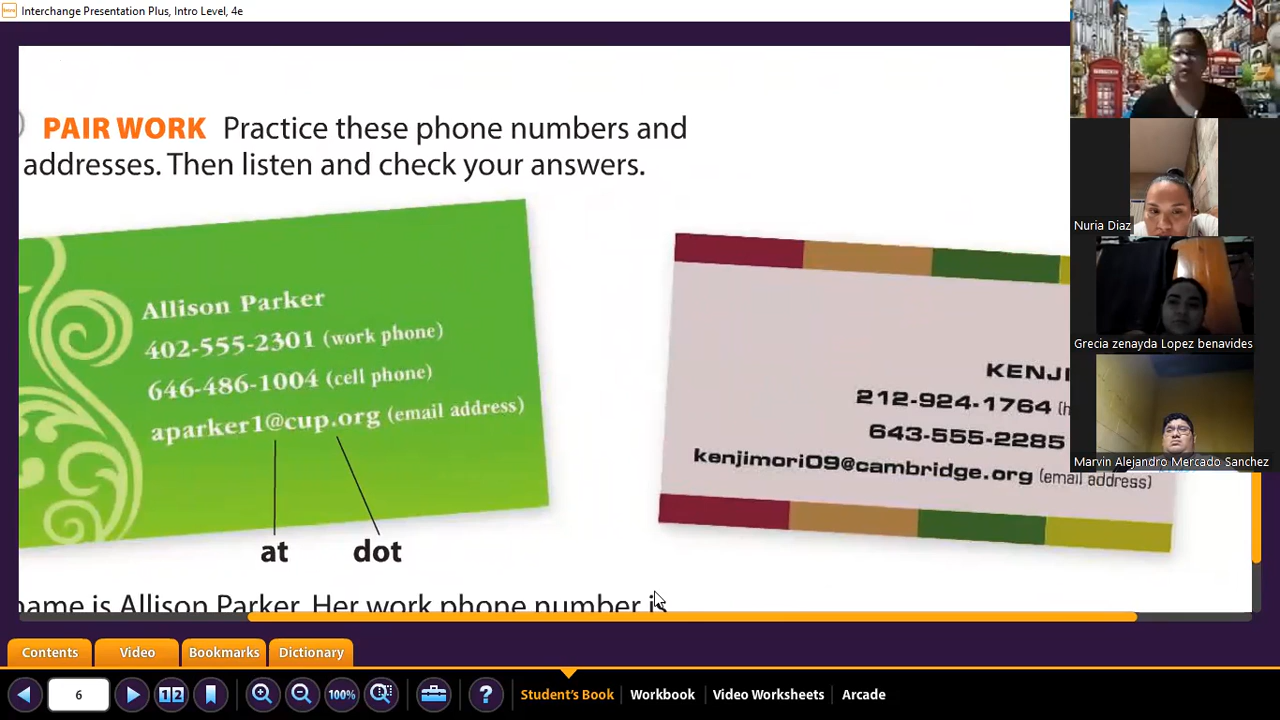 Interchange Presentation Plus, Intro Level, 4e
PAIR WORK Practice these phone numbers and
addresses. Then listen and check your answers.
Allison Parker
402-555-2301 (work phone)
646-486-1004 (cell phone)
aparker1@cup.org (email address)
at dot
KENJI
212-924-1764
643-555-2285
kenjimori09@cambridge.org (email address)
name is Allison Parker. Her work phone number is
Nuria Diaz
Grecia zenayda Lopez benavides
Marvin Alejandro Mercado Sanchez
Contents Video Bookmarks Dictionary
6 1 2 100% ? Student's Book Workbook Video Worksheets Arcade